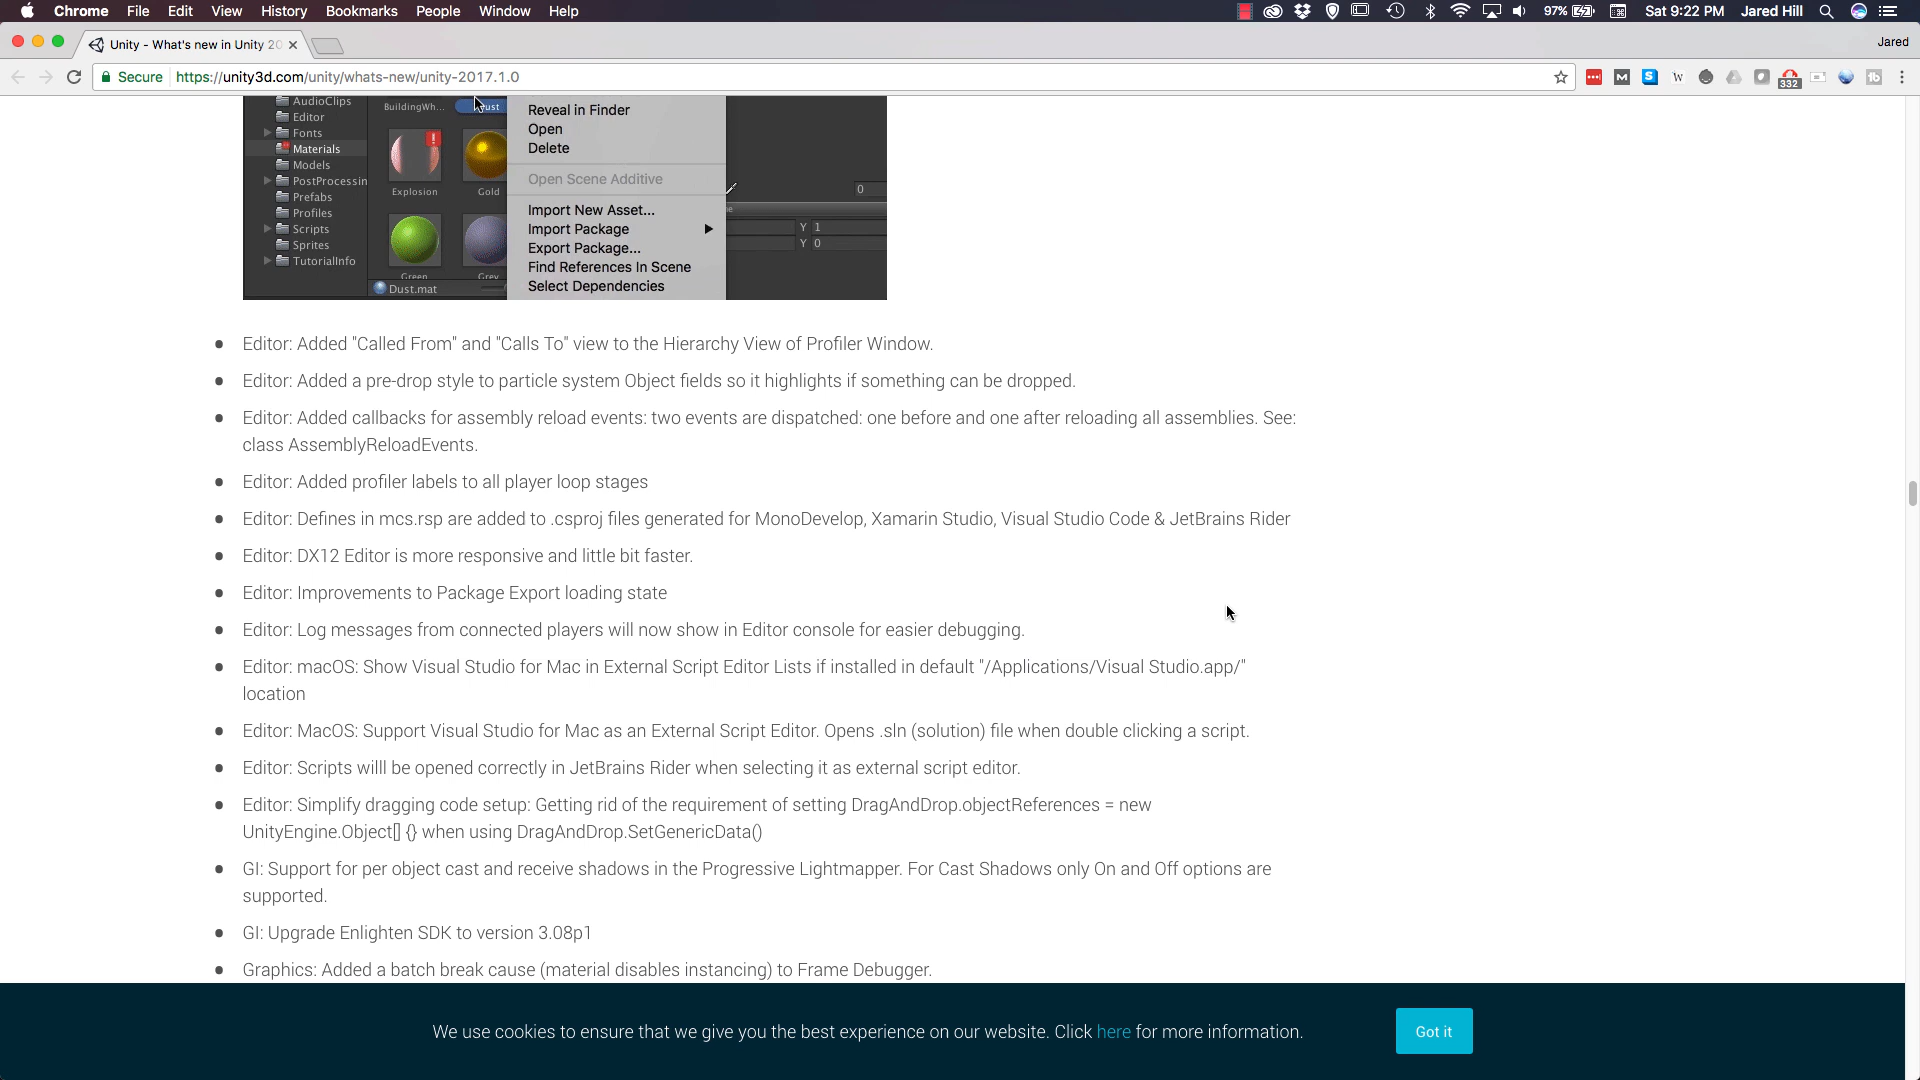 Chrome File Edit View History Bookmarks People Window Help 97% Sat 9:22 PM Jared Hill
Unity - What's new in Unity 20 Jared
Secure https://unity3d.com/unity/whats-new/unity-2017.1.0 332
AudioClips
Editor
Fonts
Materials
Models
PostProcessin
Prefabs
Profiles
Scripts
Sprites
TutorialInfo
BuildingWh...
Explosion Gold
Green Grey
Dust.mat
Reveal in Finder
Open
Delete
Open Scene Additive
Import New Asset...
Import Package
Export Package...
Find References In Scene
Select Dependencies
0
Y 1
Y 0
Editor: Added "Called From" and "Calls To" view to the Hierarchy View of Profiler Window.
Editor: Added a pre-drop style to particle system Object fields so it highlights if something can be dropped.
Editor: Added callbacks for assembly reload events: two events are dispatched: one before and one after reloading all assemblies. See:
class AssemblyReloadEvents.
Editor: Added profiler labels to all player loop stages
Editor: Defines in mcs.rsp are added to .csproj files generated for MonoDevelop, Xamarin Studio, Visual Studio Code & JetBrains Rider
Editor: DX12 Editor is more responsive and little bit faster.
Editor: Improvements to Package Export loading state
Editor: Log messages from connected players will now show in Editor console for easier debugging.
Editor: macOS: Show Visual Studio for Mac in External Script Editor Lists if installed in default "/Applications/Visual Studio.app/"
location
Editor: MacOS: Support Visual Studio for Mac as an External Script Editor. Opens .sln (solution) file when double clicking a script.
Editor: Scripts willl be opened correctly in JetBrains Rider when selecting it as external script editor.
Editor: Simplify dragging code setup: Getting rid of the requirement of setting DragAndDrop.objectReferences = new
UnityEngine.Object[] {} when using DragAndDrop.SetGenericData()
GI: Support for per object cast and receive shadows in the Progressive Lightmapper. For Cast Shadows only On and Off options are
supported.
GI: Upgrade Enlighten SDK to version 3.08p1
Graphics: Added a batch break cause (material disables instancing) to Frame Debugger.
We use cookies to ensure that we give you the best experience on our website. Click here for more information. Got it